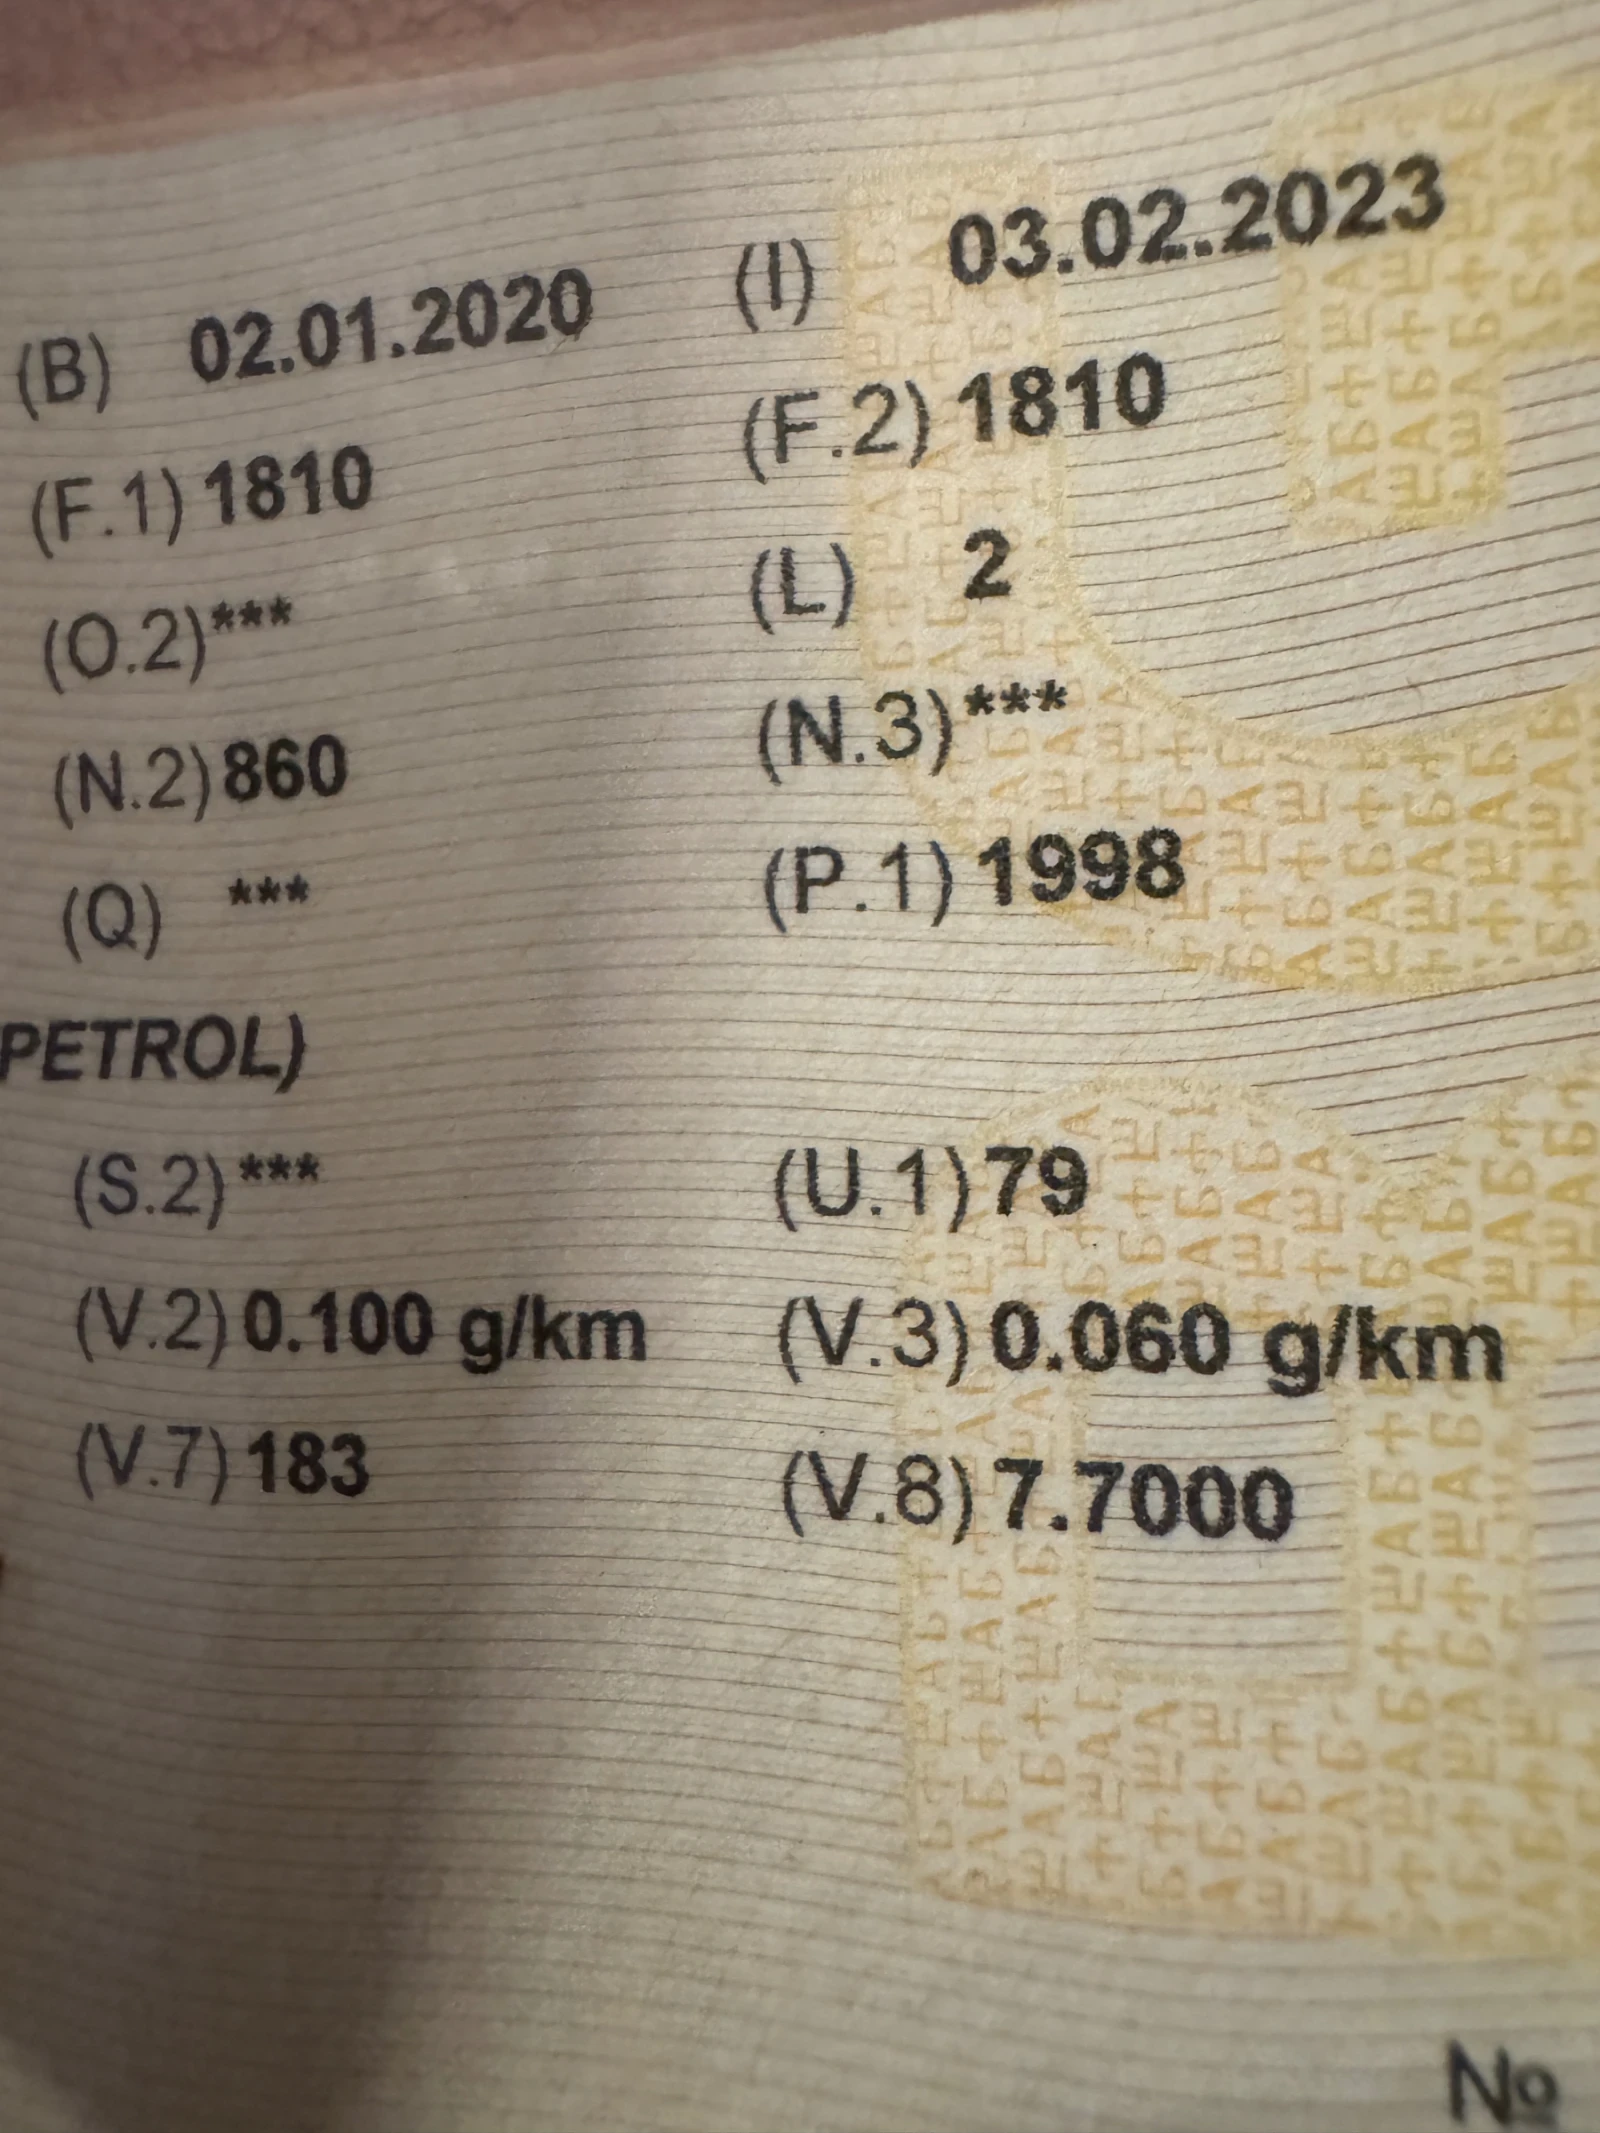 (B) 02.01.2020 (I) 03.02.2023
(F.1) 1810 (F.2) 1810
(O.2) *** (L) 2
(N.2) 860 (N.3) ***
(Q) *** (P.1) 1998
PETROL)
(S.2) *** (U.1) 79
(V.2) 0.100 g/km (V.3) 0.060 g/km
(V.7) 183 (V.8) 7.7000
№